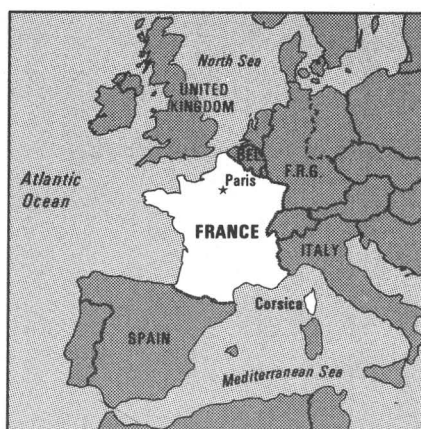 North Sea
UNITED
KINGDOM
BEL.
F.R.G.
Atlantic
Ocean
Paris
FRANCE
ITALY
Corsica
SPAIN
Mediterranean Sea